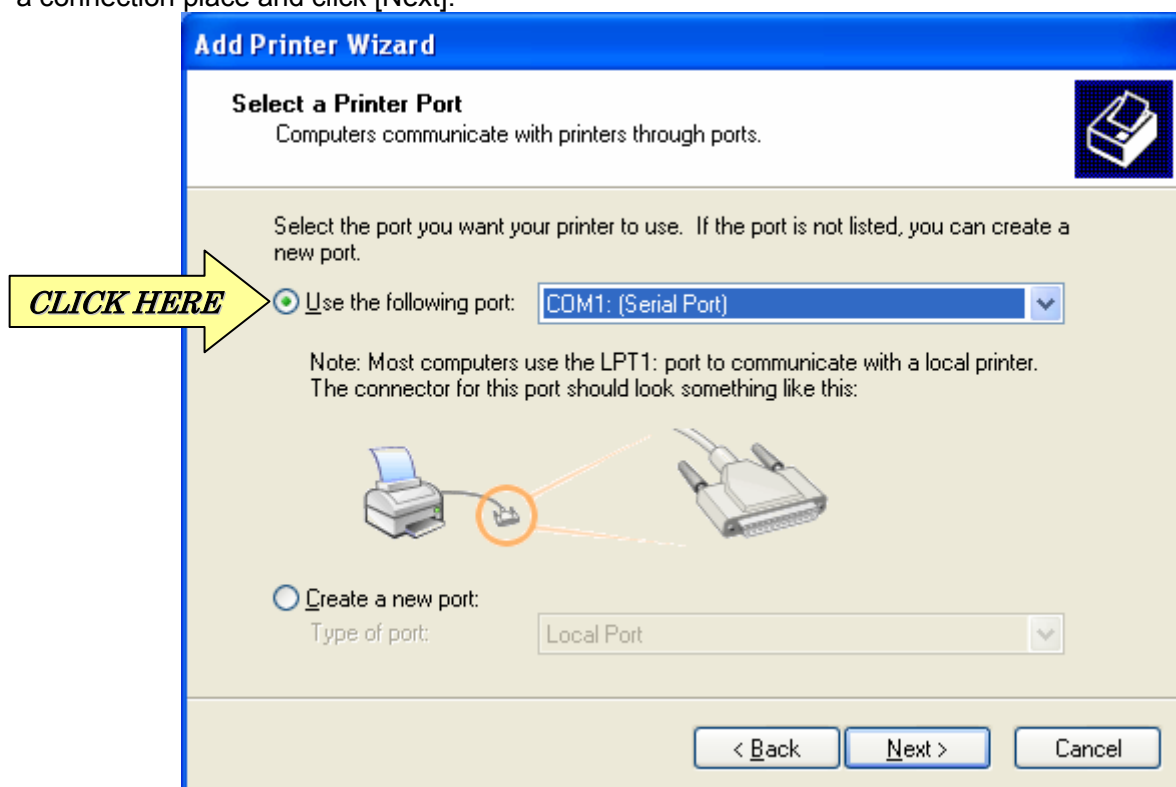 a connection place and click [Next].
Add Printer Wizard
Select a Printer Port
Computers communicate with printers through ports.
Select the port you want your printer to use. If the port is not listed, you can create a
new port.
CLICK HERE
Use the following port:
COM1: (Serial Port)
Note: Most computers use the LPT1: port to communicate with a local printer.
The connector for this port should look something like this:
Create a new port:
Type of port:
Local Port
< Back
Next >
Cancel